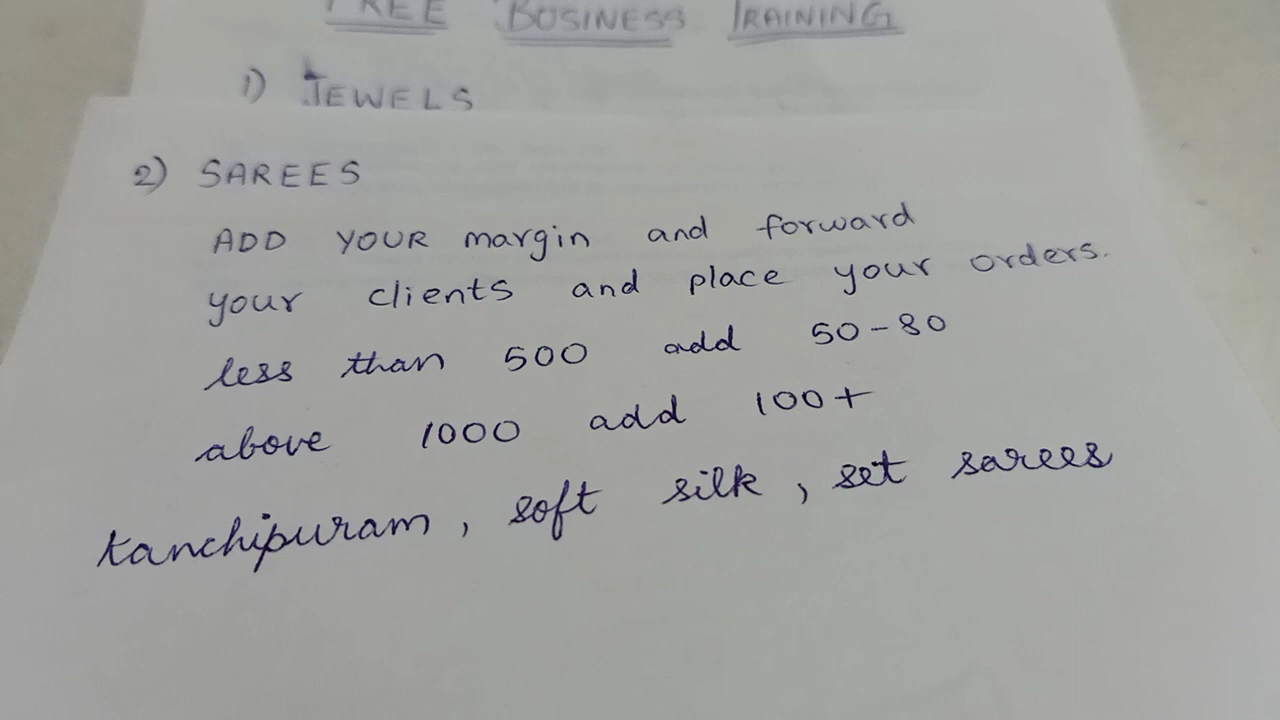 FREE BUSINESS TRAINING
1) JEWELS
2) SAREES
ADD YOUR margin and forward
your clients and place your orders.
less than 500 add 50-80
above 1000 add 100+
kanchipuram, soft silk, set sarees